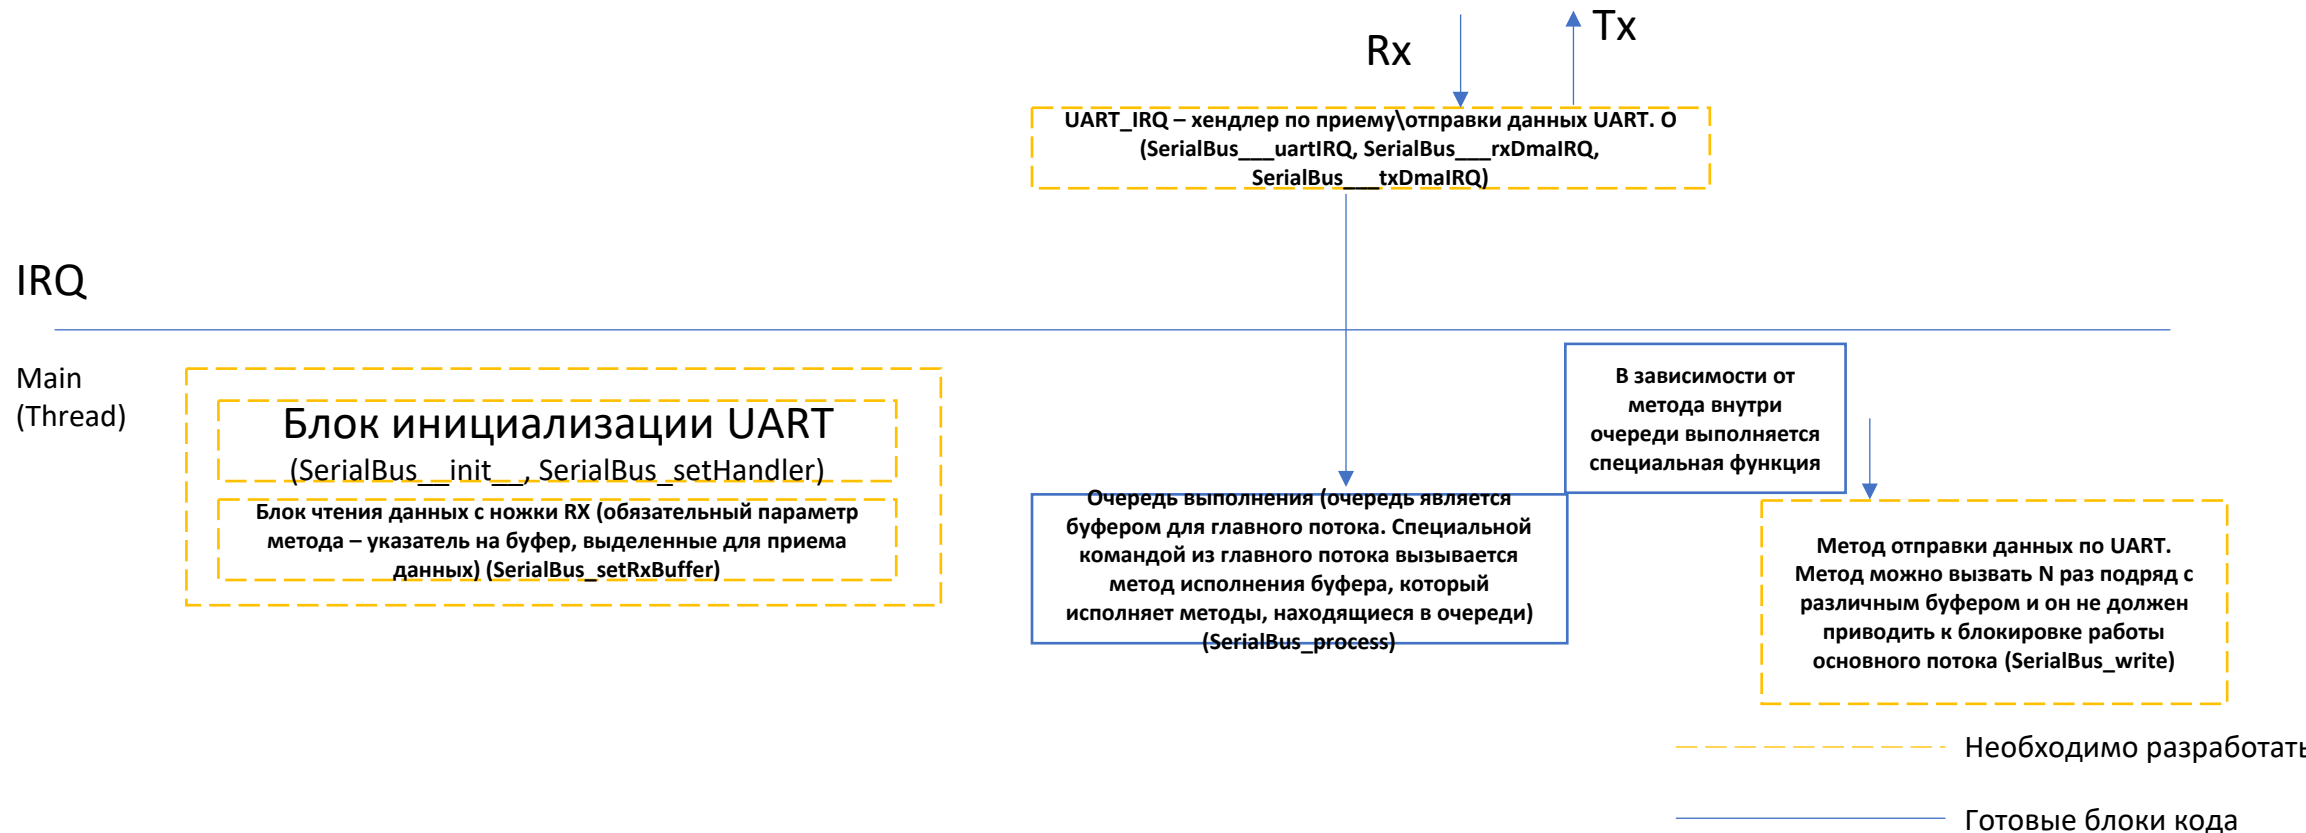 Rx
Tx
UART_IRQ – хендлер по приему\отправки данных UART. О
(SerialBus___uartIRQ, SerialBus___rxDmaIRQ,
SerialBus___txDmaIRQ)
IRQ
Main
(Thread)
Блок инициализации UART
(SerialBus__init__, SerialBus_setHandler)
Блок чтения данных с ножки RX (обязательный параметр
метода – указатель на буфер, выделенные для приема
данных) (SerialBus_setRxBuffer)
В зависимости от
метода внутри
очереди выполняется
специальная функция
Очередь выполнения (очередь является
буфером для главного потока. Специальной
командой из главного потока вызывается
метод исполнения буфера, который
исполняет методы, находящиеся в очереди)
(SerialBus_process)
Метод отправки данных по UART.
Метод можно вызвать N раз подряд с
различным буфером и он не должен
приводить к блокировке работы
основного потока (SerialBus_write)
Необходимо разработать
Готовые блоки кода